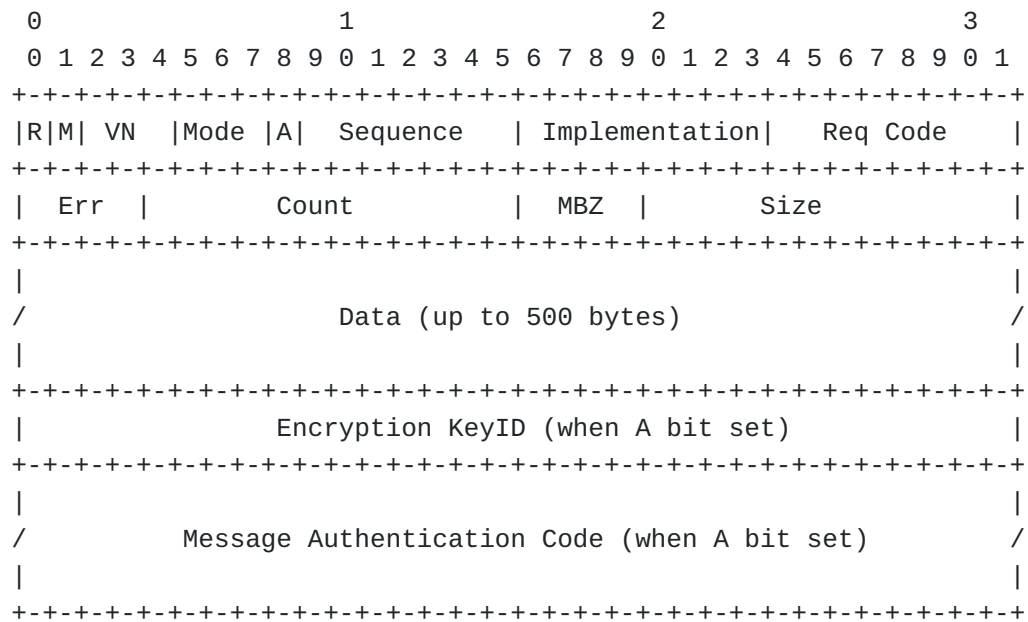 0                   1                   2                   3
 0 1 2 3 4 5 6 7 8 9 0 1 2 3 4 5 6 7 8 9 0 1 2 3 4 5 6 7 8 9 0 1
+-+-+-+-+-+-+-+-+-+-+-+-+-+-+-+-+-+-+-+-+-+-+-+-+-+-+-+-+-+-+-+-+
|R|M| VN  |Mode |A|  Sequence   | Implementation|   Req Code    |
+-+-+-+-+-+-+-+-+-+-+-+-+-+-+-+-+-+-+-+-+-+-+-+-+-+-+-+-+-+-+-+-+
|  Err  |        Count          |  MBZ  |       Size            |
+-+-+-+-+-+-+-+-+-+-+-+-+-+-+-+-+-+-+-+-+-+-+-+-+-+-+-+-+-+-+-+-+
|                                                               |
/                    Data (up to 500 bytes)                     /
|                                                               |
+-+-+-+-+-+-+-+-+-+-+-+-+-+-+-+-+-+-+-+-+-+-+-+-+-+-+-+-+-+-+-+-+
|                Encryption KeyID (when A bit set)              |
+-+-+-+-+-+-+-+-+-+-+-+-+-+-+-+-+-+-+-+-+-+-+-+-+-+-+-+-+-+-+-+-+
|                                                               |
/          Message Authentication Code (when A bit set)         /
|                                                               |
+-+-+-+-+-+-+-+-+-+-+-+-+-+-+-+-+-+-+-+-+-+-+-+-+-+-+-+-+-+-+-+-+